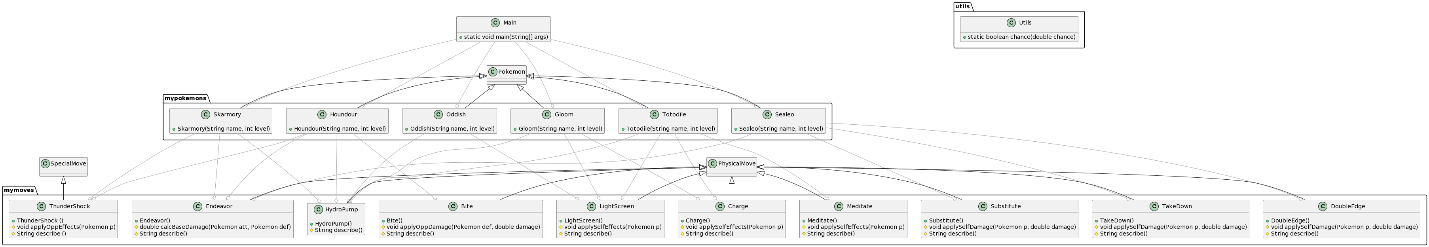 utils
C Main
static void main(String[] args)
C Utils
static boolean chance(double chance)
C Pokemon
mypokemons
C Skarmory
Skarmory(String name, int level)
C Houndour
Houndour(String name, int level)
C Oddish
Oddish(String name, int level)
C Gloom
Gloom(String name, int level)
C Totodile
Totodile(String name, int level)
C Sealeo
Sealeo(String name, int level)
C SpecialMove
C PhysicalMove
mymoves
C ThunderShock
ThunderShock ()
void applyOppEffects(Pokemon p)
String describe ()
C Endeavor
Endeavor()
double calcBaseDamage(Pokemon att, Pokemon def)
String describe()
C HydroPump
HydroPump()
String describe()
C Bite
Bite()
void applyOppDamage(Pokemon def, double damage)
String describe()
C LightScreen
LightScreen()
void applySelfEffects(Pokemon p)
String describe()
C Charge
Charge()
void applySelfEffects(Pokemon p)
String describe()
C Meditate
Meditate()
void applySelfEffects(Pokemon p)
String describe()
C Substitute
Substitute()
void applySelfDamage(Pokemon p, double damage)
String describe()
C TakeDown
TakeDown()
void applySelfDamage(Pokemon p, double damage)
String describe()
C DoubleEdge
DoubleEdge()
void applySelfDamage(Pokemon p, double damage)
String describe()